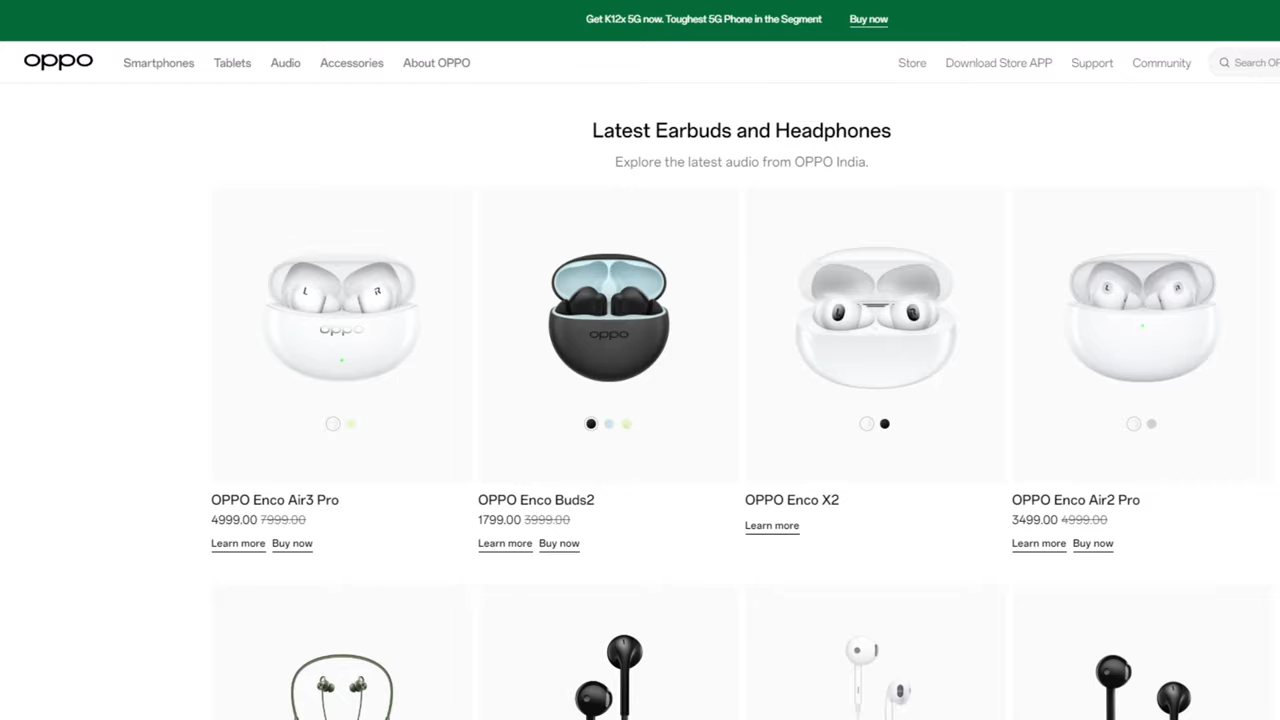 Get K12x 5G now. Toughest 5G Phone in the Segment Buy now
oppo Smartphones Tablets Audio Accessories About OPPO Store Download Store APP Support Community Search
Latest Earbuds and Headphones
Explore the latest audio from OPPO India.
L R
oppo
oppo
L R
OPPO Enco Air3 Pro
4999.00 7999.00
Learn more Buy now
OPPO Enco Buds2
1799.00 3999.00
Learn more Buy now
OPPO Enco X2
Learn more
OPPO Enco Air2 Pro
3499.00 4999.00
Learn more Buy now